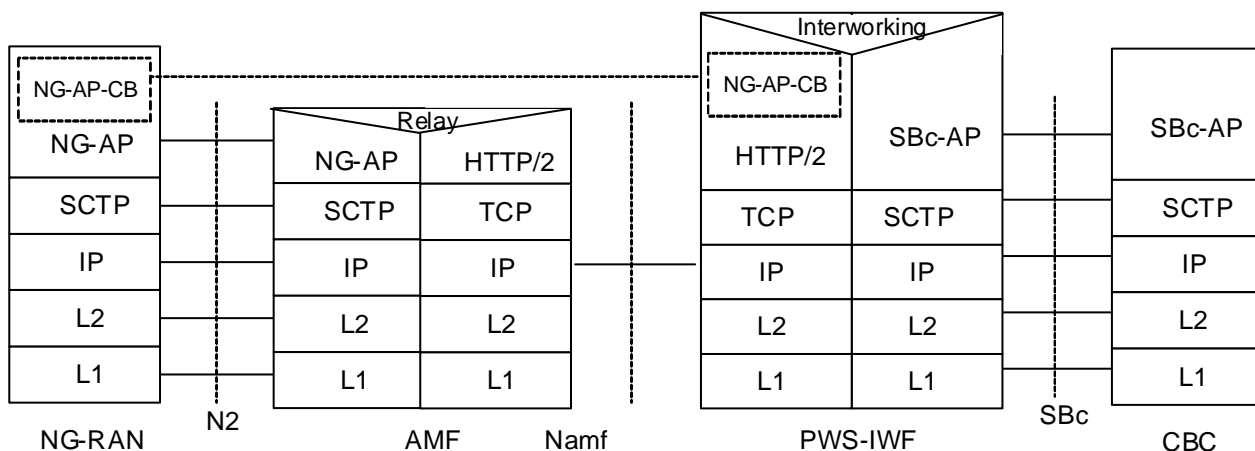 Interworking
NG-AP-CB
NG-AP-CB
Relay
NG-AP
NG-AP
HTTP/2
HTTP/2
SBc-AP
SBc-AP
SCTP
SCTP
TCP
TCP
SCTP
SCTP
IP
IP
IP
IP
IP
IP
L2
L2
L2
L2
L2
L2
L1
L1
L1
L1
L1
L1
N2
SBc
NG-RAN
AMF
Namf
PWS-IWF
CBC